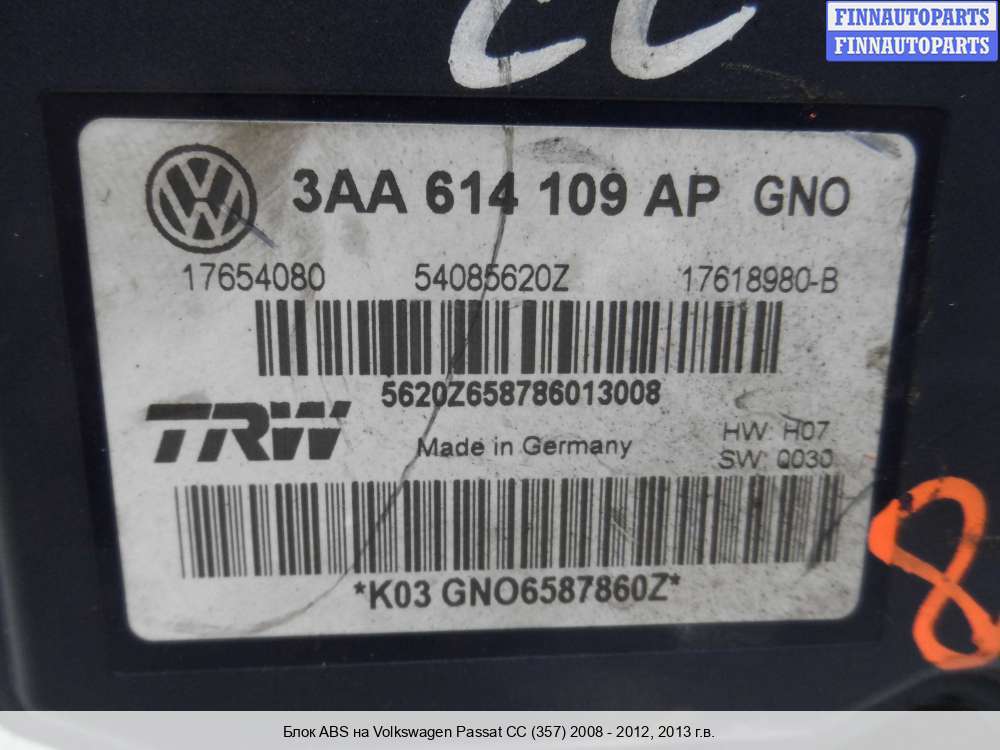 CC
FINNAUTOPARTS
FINNAUTOPARTS
3AA 614 109 AP GNO
17654080 54085620Z 17618980-B
5620Z658786013008
TRW Made in Germany
HW: H07
SW: Q030
*K03 GNO6587860Z*
8
Блок ABS на Volkswagen Passat CC (357) 2008 - 2012, 2013 г.в.